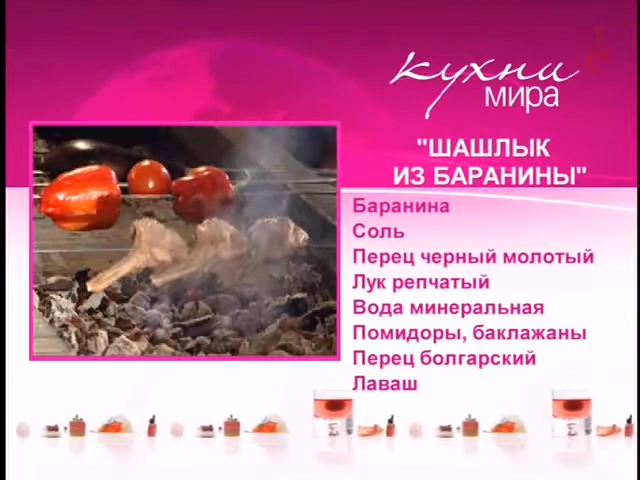 кухни
мира
"ШАШЛЫК
ИЗ БАРАНИНЫ"
Баранина
Соль
Перец черный молотый
Лук репчатый
Вода минеральная
Помидоры, баклажаны
Перец болгарский
Лаваш